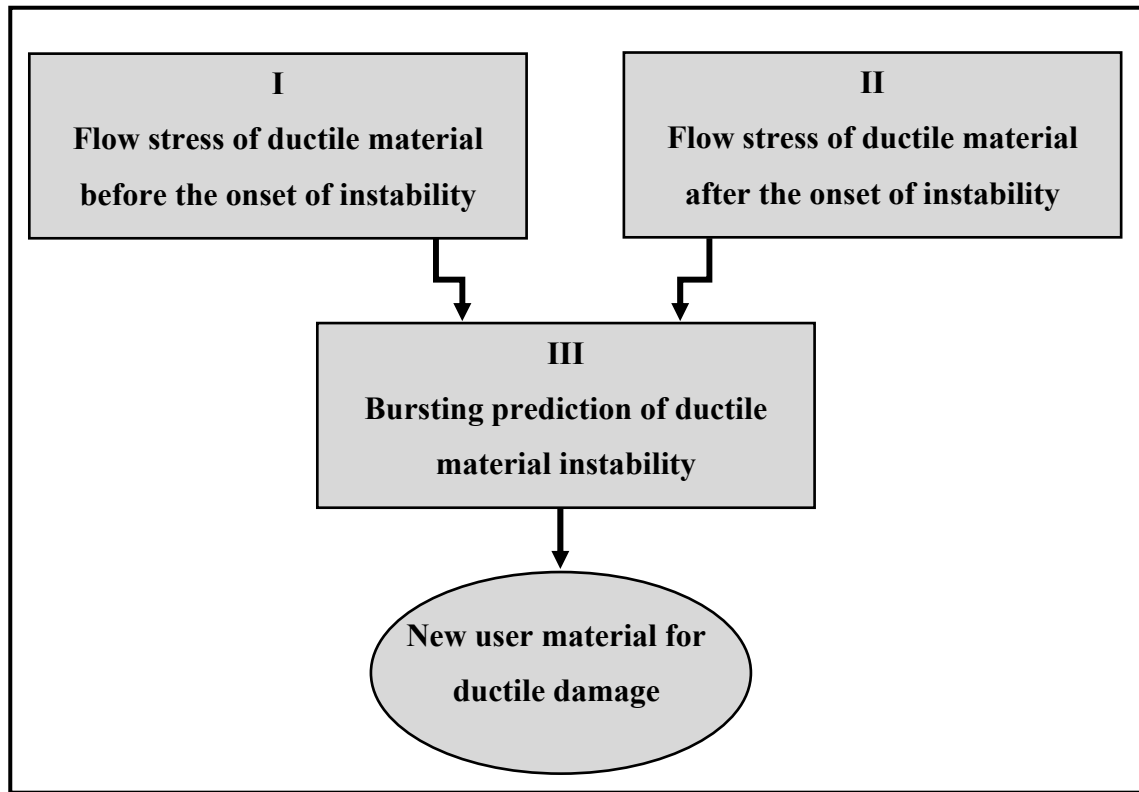 I
Flow stress of ductile material
before the onset of instability
II
Flow stress of ductile material
after the onset of instability
III
Bursting prediction of ductile
material instability
New user material for
ductile damage